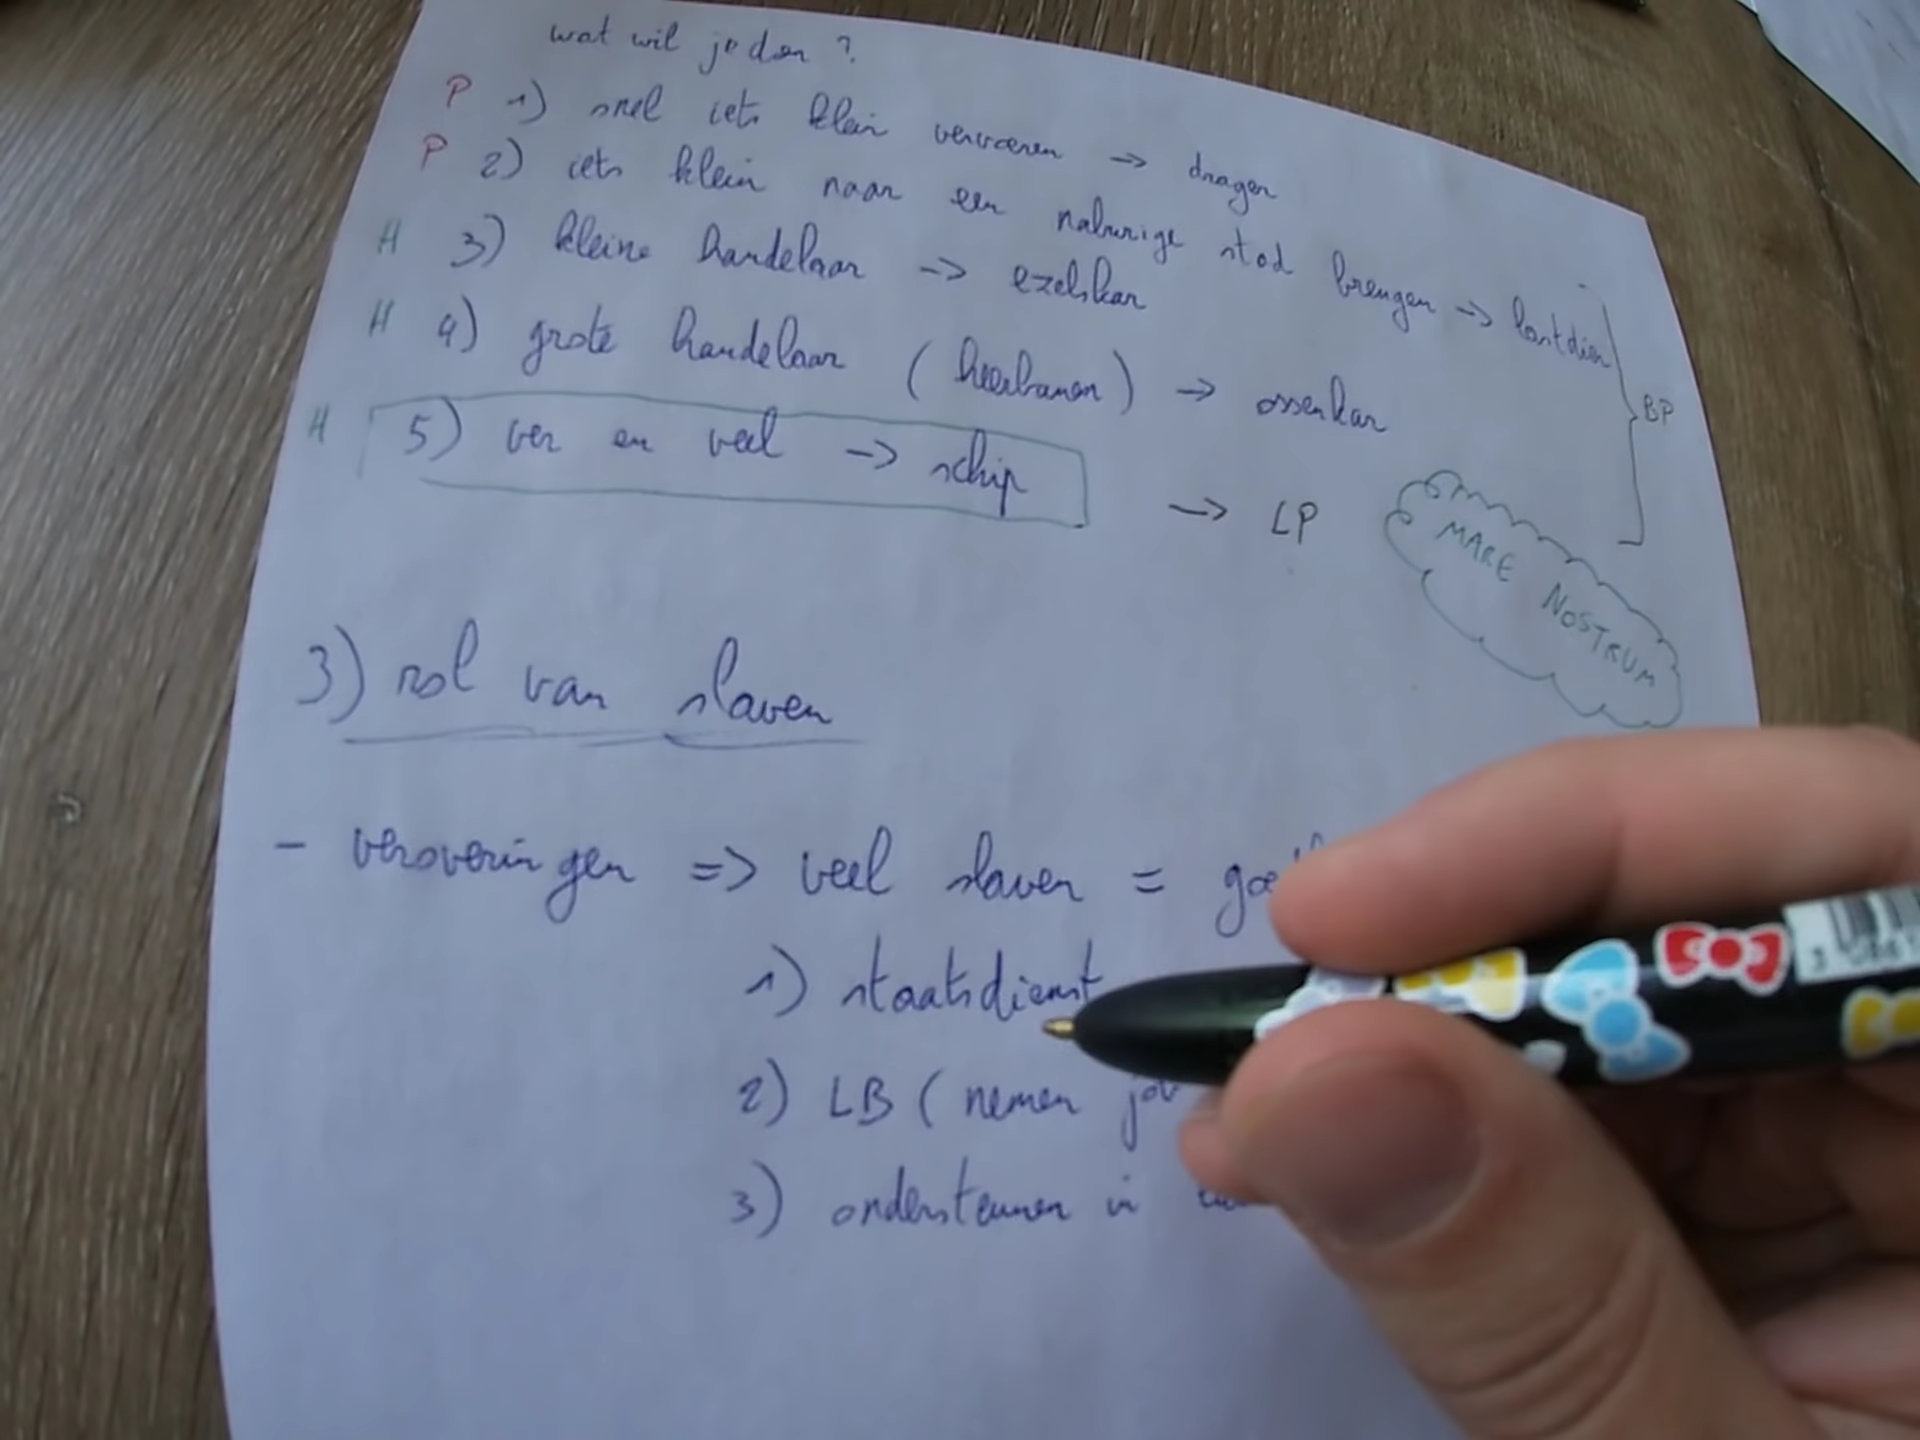 wat wil je doen ?
P 1) snel iets klein vervoeren → dragen
P 2) iets klein naar een naburige stad brengen → lastdier
H 3) kleine handelaar → ezelskar
H 4) grote handelaar (heerbanen) → ossenkar
BP
H 5) ver en veel → schip → LP
MARE NOSTRUM
3) rol van slaven
- veroveringen => veel slaven =
1) staatsdienst
2) LB ( nemen
3) ondersteunen in